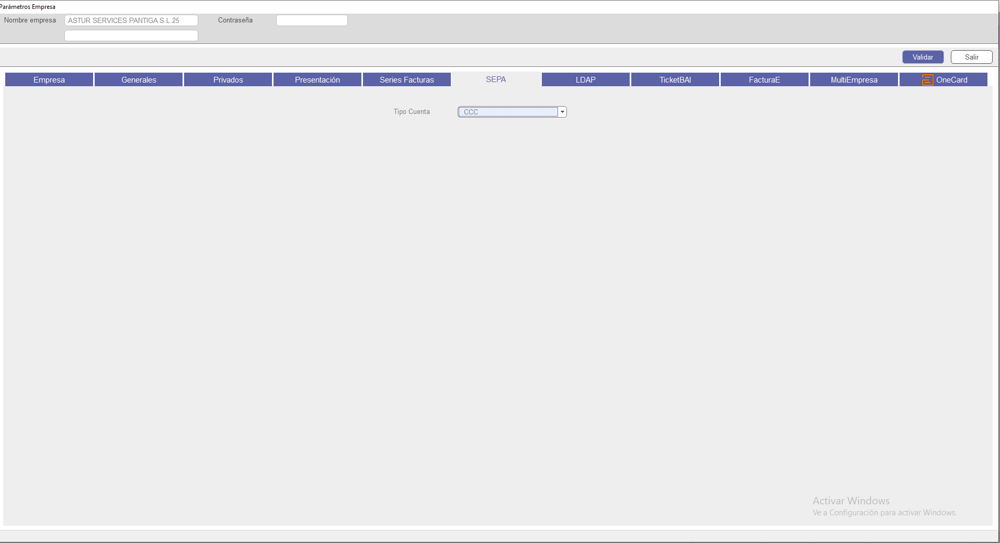 Parámetros Empresa
Nombre empresa ASTUR SERVICES PANTIGA S.L.25 Contraseña
Validar Salir
Empresa Generales Privados Presentación Series Facturas SEPA LDAP TicketBAI FacturaE MultiEmpresa OneCard
Tipo Cuenta CCC
Activar Windows
Ve a Configuración para activar Windows.